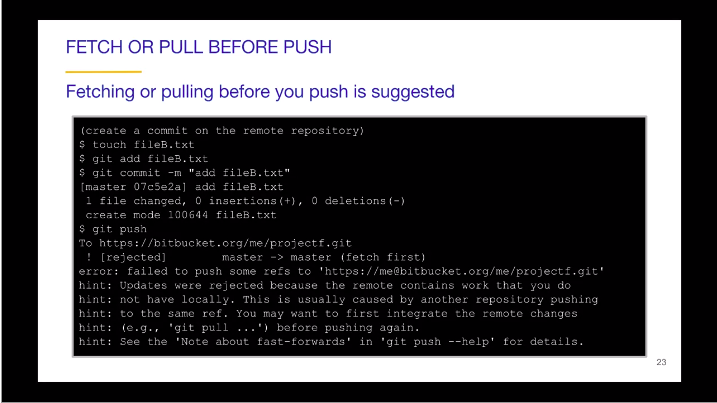 FETCH OR PULL BEFORE PUSH
Fetching or pulling before you push is suggested
(create a commit on the remote repository)
$ touch fileB.txt
$ git add fileB.txt
$ git commit -m "add fileB.txt"
[master 07c5e2a] add fileB.txt
1 file changed, 0 insertions(+), 0 deletions(-)
create mode 100644 fileB.txt
$ git push
To https://bitbucket.org/me/projectf.git
! [rejected]        master -> master (fetch first)
error: failed to push some refs to 'https://me@bitbucket.org/me/projectf.git'
hint: Updates were rejected because the remote contains work that you do
hint: not have locally. This is usually caused by another repository pushing
hint: to the same ref. You may want to first integrate the remote changes
hint: (e.g., 'git pull ...') before pushing again.
hint: See the 'Note about fast-forwards' in 'git push --help' for details.
23